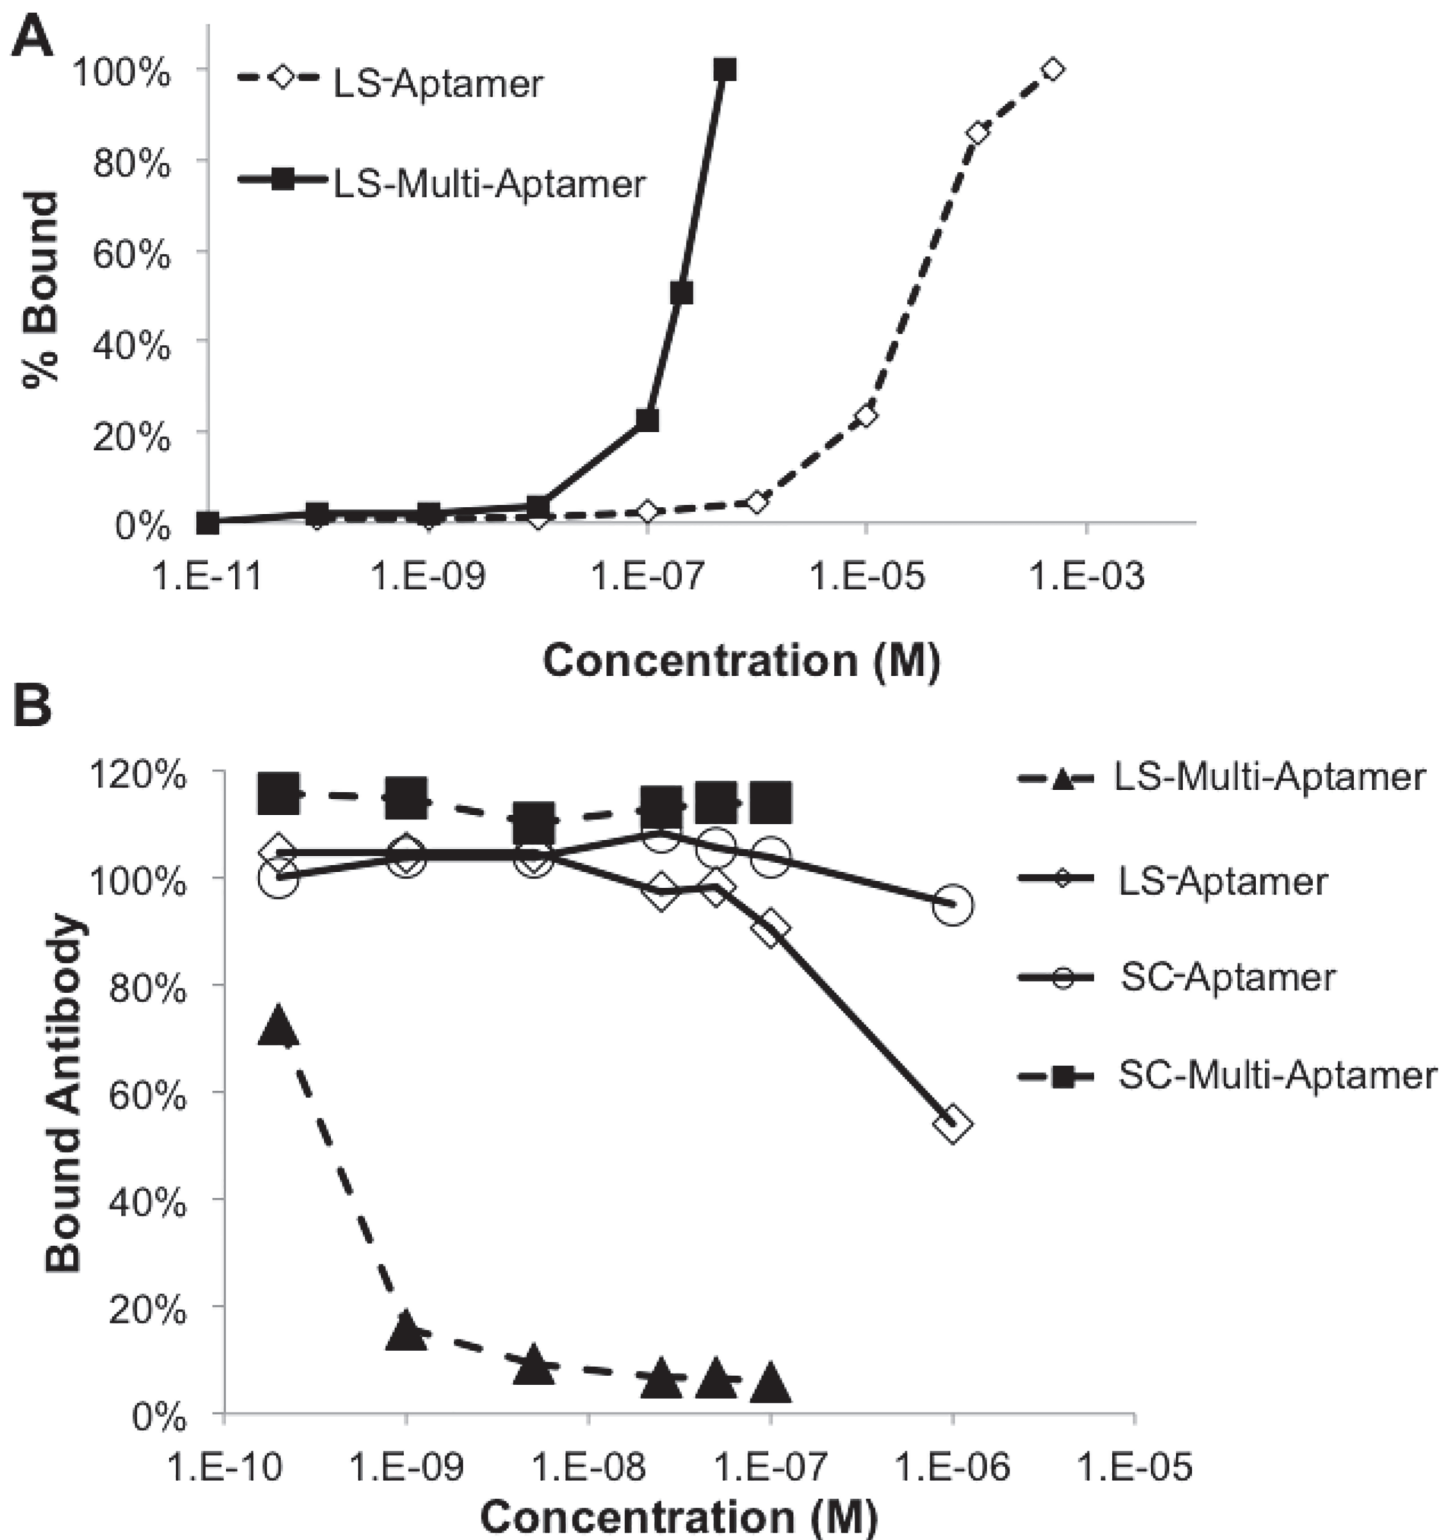 A
100%
80%
60%
40%
20%
0%
% Bound
LS-Aptamer
LS-Multi-Aptamer
1.E-11 1.E-09 1.E-07 1.E-05 1.E-03
Concentration (M)
B
120%
100%
80%
60%
40%
20%
0%
Bound Antibody
LS-Multi-Aptamer
LS-Aptamer
SC-Aptamer
SC-Multi-Aptamer
1.E-10 1.E-09 1.E-08 1.E-07 1.E-06 1.E-05
Concentration (M)